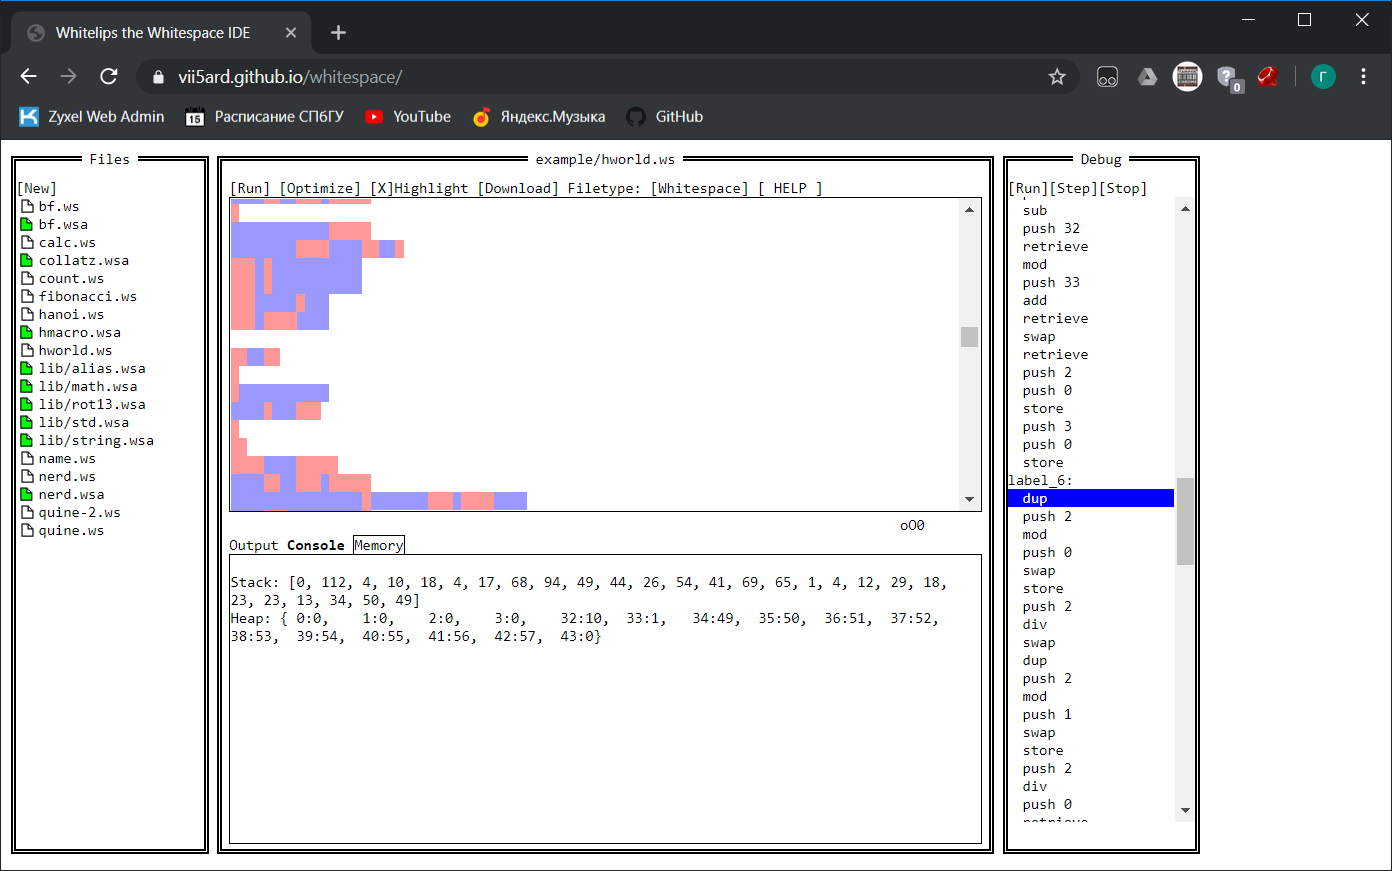 Whitelips the Whitespace IDE
vii5ard.github.io/whitespace/
15
0
г
Zyxel Web Admin
Расписание СПбГУ
YouTube
Яндекс.Музыка
GitHub
Files
[New]
bf.ws
bf.wsa
calc.ws
collatz.wsa
count.ws
fibonacci.ws
hanoi.ws
hmacro.wsa
hworld.ws
lib/alias.wsa
lib/math.wsa
lib/rot13.wsa
lib/std.wsa
lib/string.wsa
name.ws
nerd.ws
nerd.wsa
quine-2.ws
quine.ws
example/hworld.ws
[Run] [Optimize] [X]Highlight [Download] Filetype: [Whitespace] [ HELP ]
oO0
Output Console Memory
Stack: [0, 112, 4, 10, 18, 4, 17, 68, 94, 49, 44, 26, 54, 41, 69, 65, 1, 4, 12, 29, 18,
23, 23, 13, 34, 50, 49]
Heap: { 0:0, 1:0, 2:0, 3:0, 32:10, 33:1, 34:49, 35:50, 36:51, 37:52,
38:53, 39:54, 40:55, 41:56, 42:57, 43:0}
Debug
[Run][Step][Stop]
sub
push 32
retrieve
mod
push 33
add
retrieve
swap
retrieve
push 2
push 0
store
push 3
push 0
store
label_6:
dup
push 2
mod
push 0
swap
store
push 2
div
swap
dup
push 2
mod
push 1
swap
store
push 2
div
push 0
retrieve